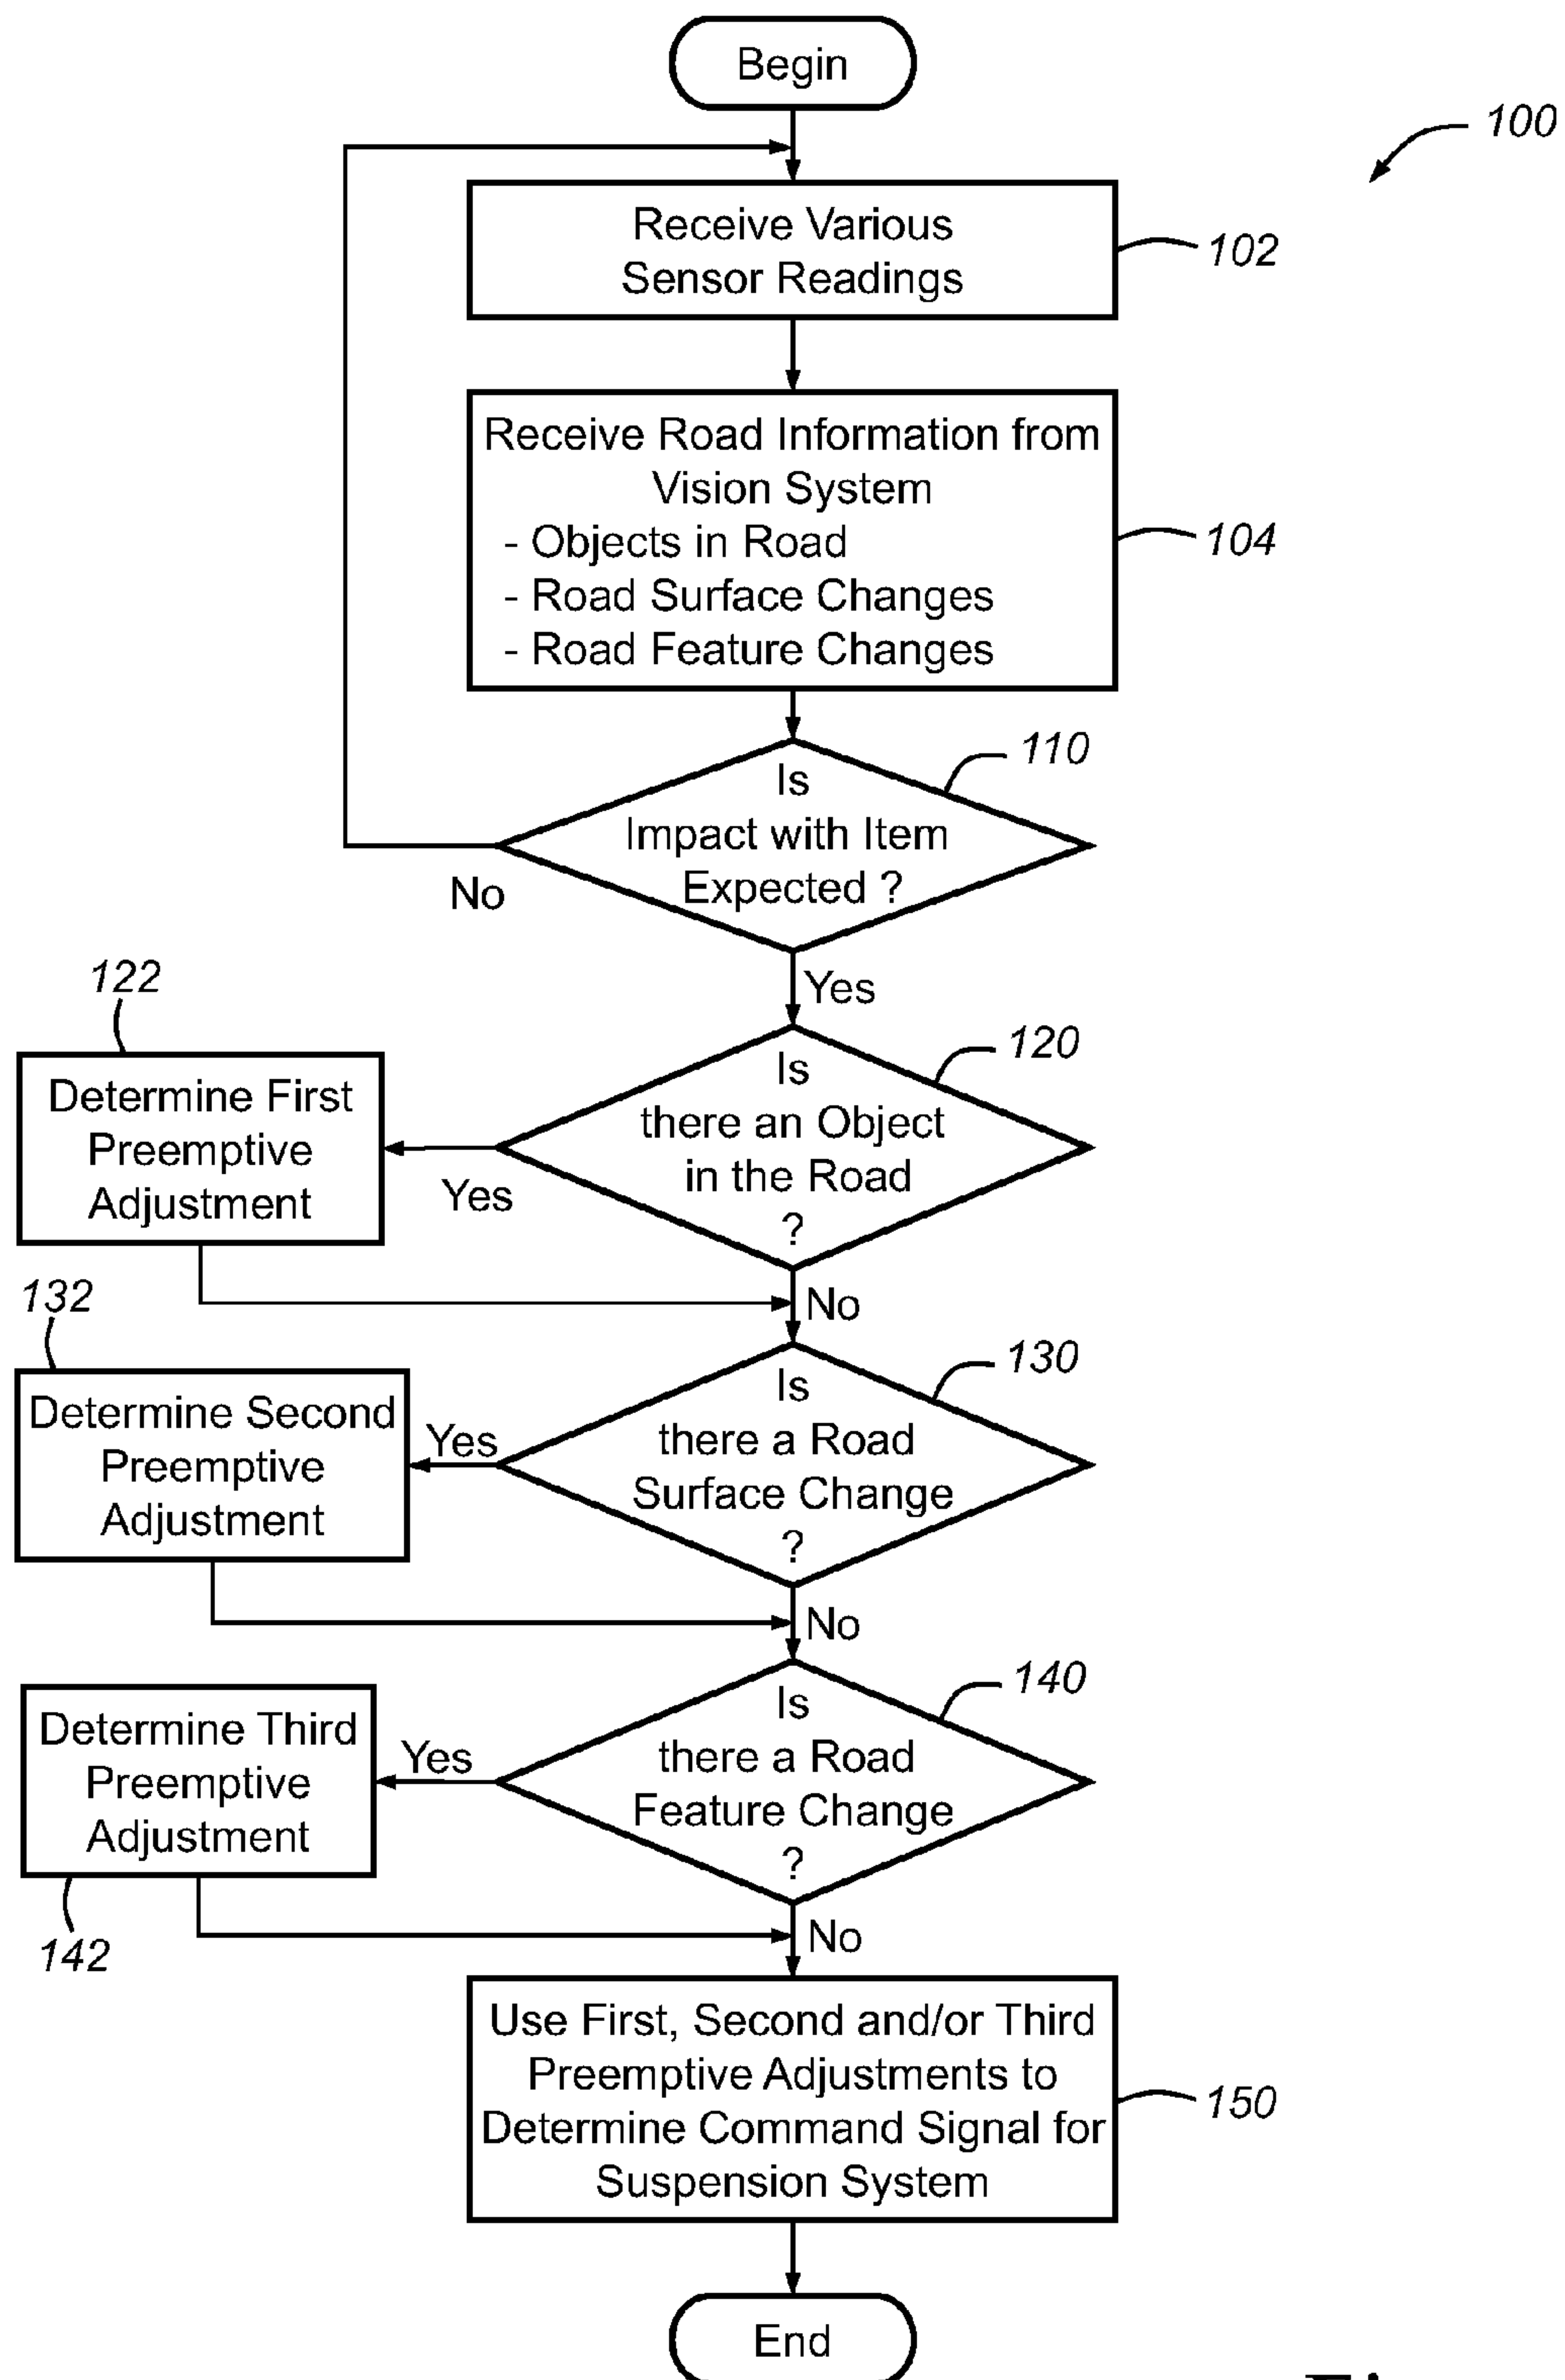 Begin
100
Receive Various
Sensor Readings
102
Receive Road Information from
Vision System
- Objects in Road
- Road Surface Changes
- Road Feature Changes
104
110
Is
Impact with Item
Expected ?
No
Yes
122
120
Is
there an Object
in the Road
?
Determine First
Preemptive
Adjustment
Yes
No
132
130
Is
there a Road
Surface Change
?
Determine Second
Preemptive
Adjustment
Yes
No
140
Is
there a Road
Feature Change
?
Determine Third
Preemptive
Adjustment
Yes
142
No
Use First, Second and/or Third
Preemptive Adjustments to
Determine Command Signal for
Suspension System
150
End